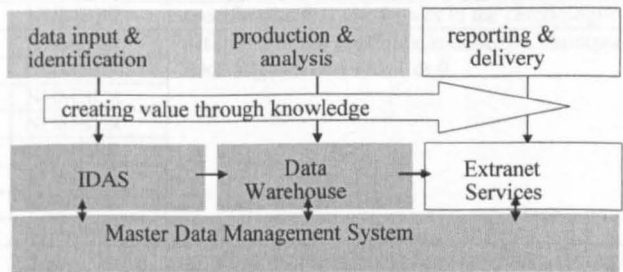 data input &
identification
production &
analysis
reporting &
delivery
creating value through knowledge
IDAS
Data
Warehouse
Extranet
Services
Master Data Management System